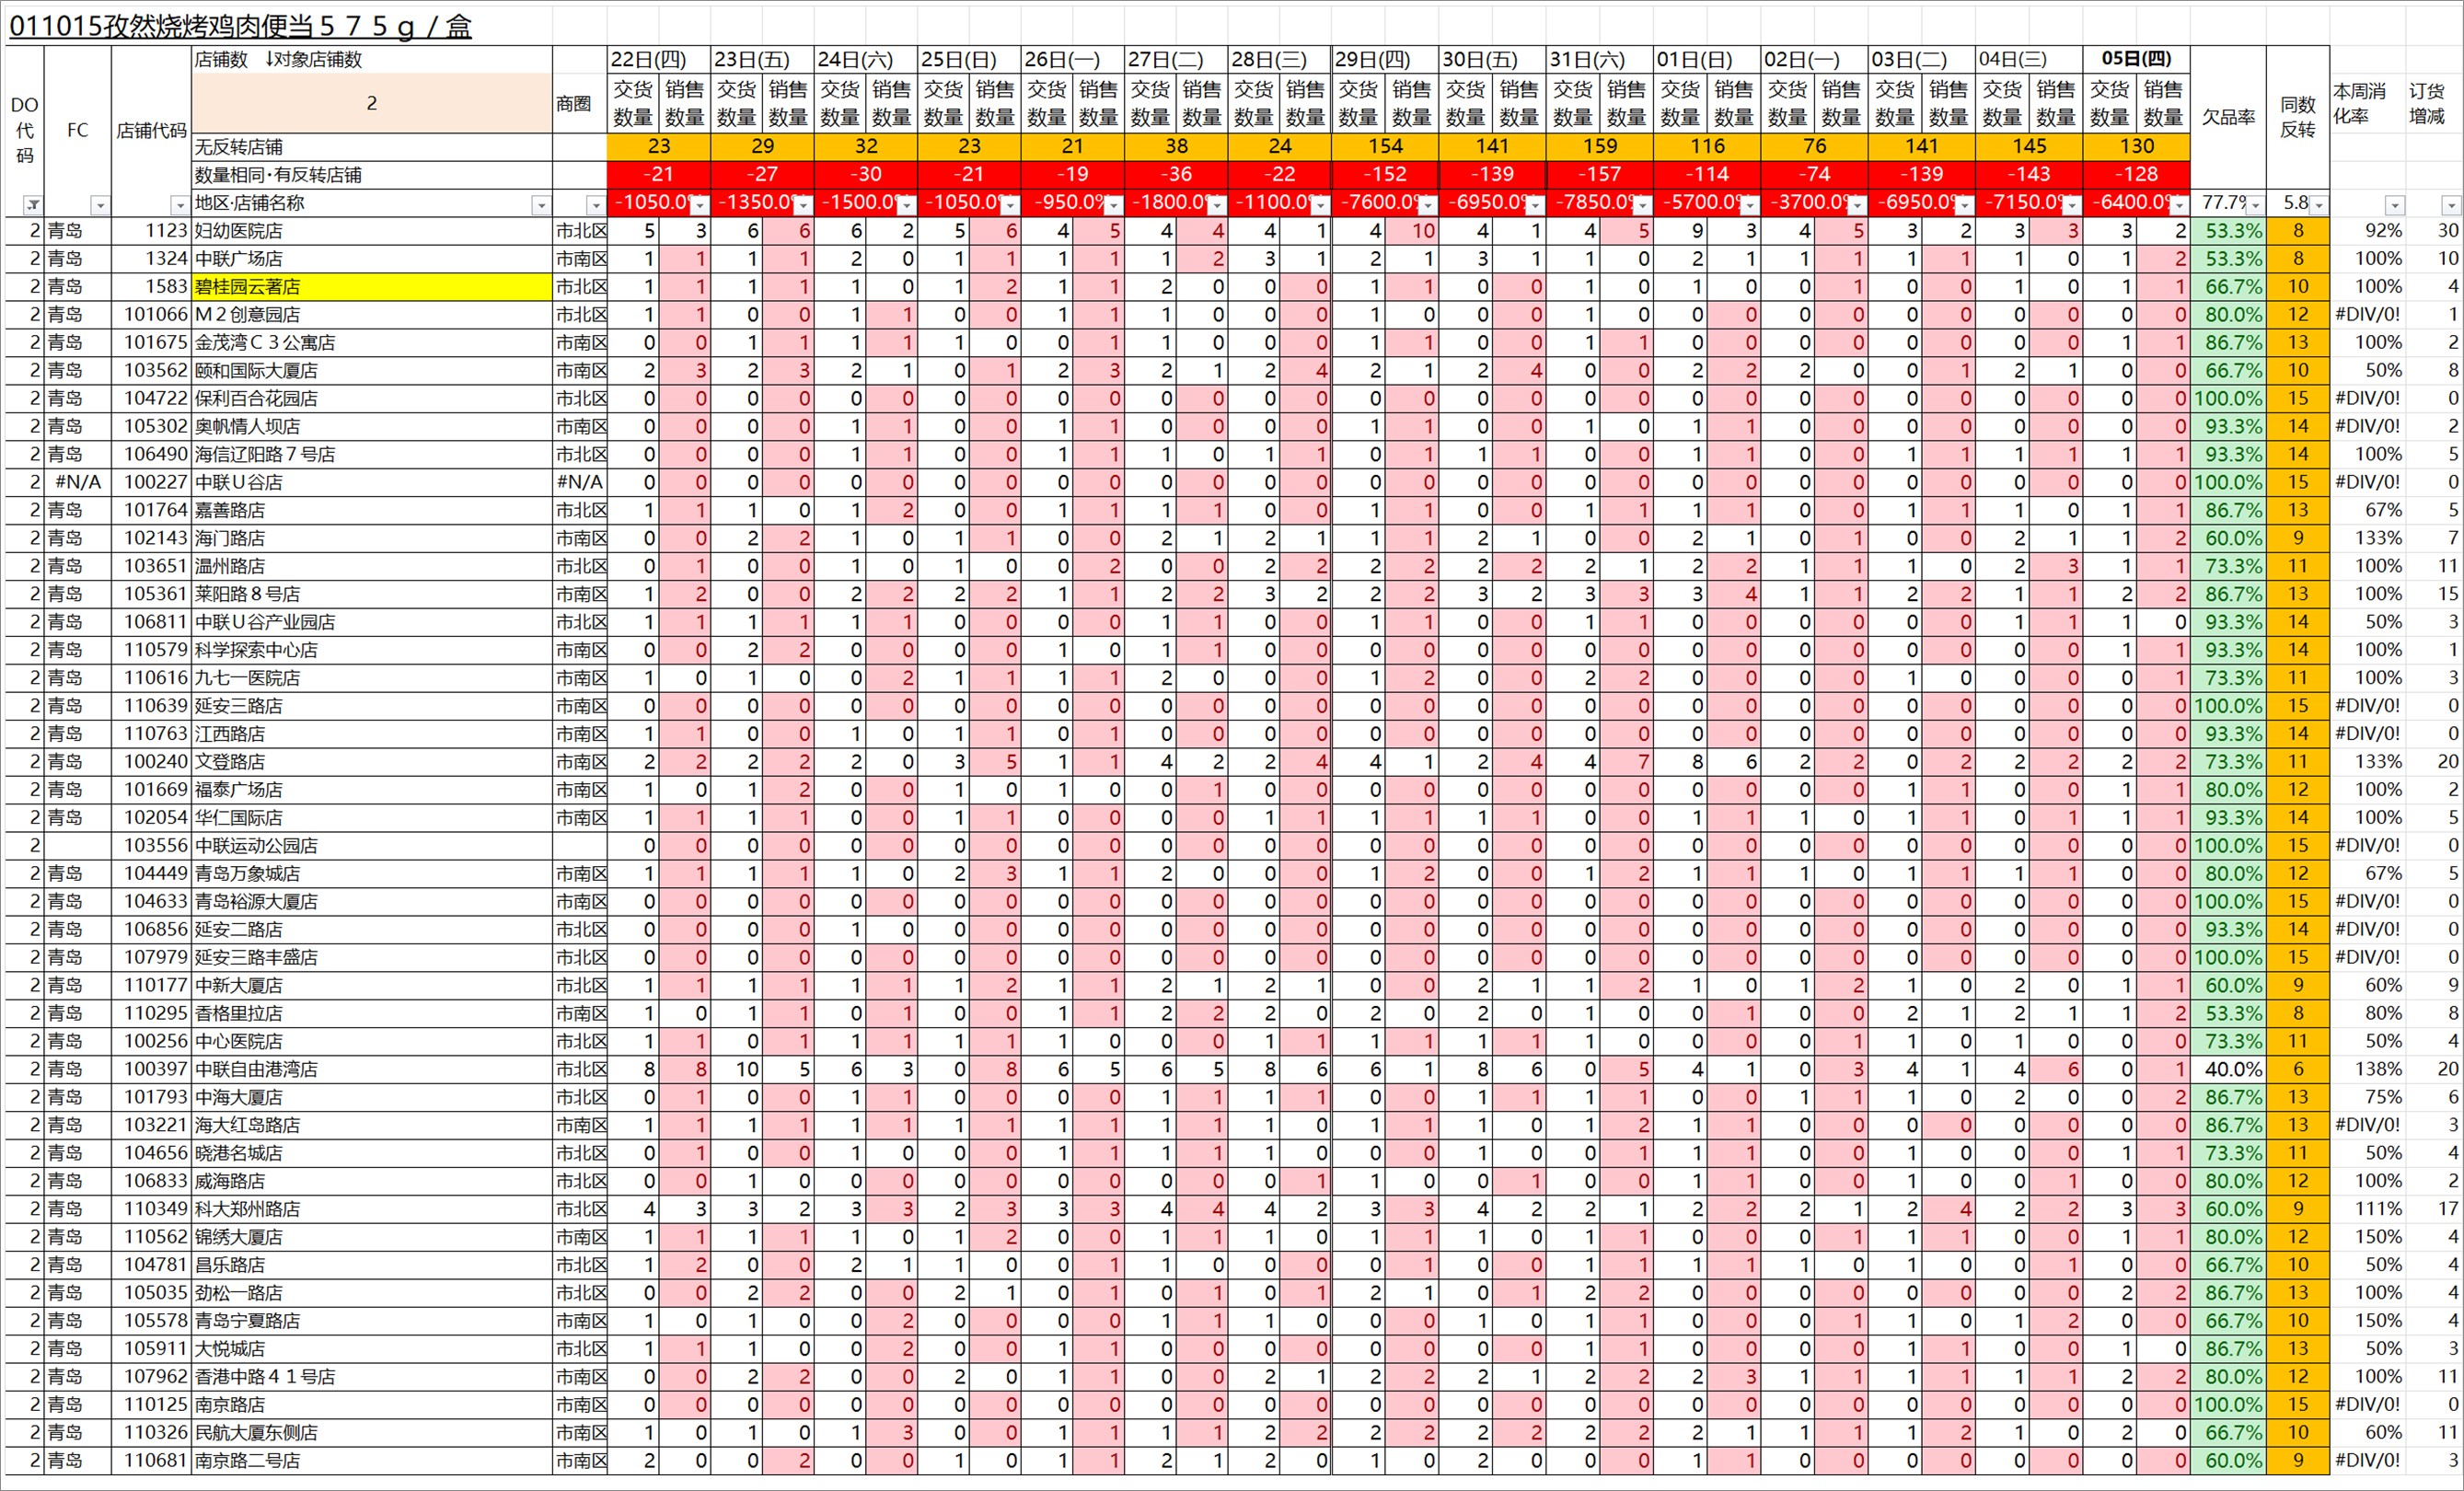 011015孜然烧烤鸡肉便当５７５ｇ／盒
DO代码 FC 店铺代码 店铺数 ↓对象店铺数 商圈 22日(四) 23日(五) 24日(六) 25日(日) 26日(一) 27日(二) 28日(三) 29日(四) 30日(五) 31日(六) 01日(日) 02日(一) 03日(二) 04日(三) 05日(四) 欠品率 同数反转 本周消化率 订货增减
2 交货数量 销售数量 交货数量 销售数量 交货数量 销售数量 交货数量 销售数量 交货数量 销售数量 交货数量 销售数量 交货数量 销售数量 交货数量 销售数量 交货数量 销售数量 交货数量 销售数量 交货数量 销售数量 交货数量 销售数量 交货数量 销售数量 交货数量 销售数量 交货数量 销售数量
无反转店铺 23 29 32 23 21 38 24 154 141 159 116 76 141 145 130
数量相同·有反转店铺 -21 -27 -30 -21 -19 -36 -22 -152 -139 -157 -114 -74 -139 -143 -128
地区·店铺名称 -1050.0% -1350.0% -1500.0% -1050.0% -950.0% -1800.0% -1100.0% -7600.0% -6950.0% -7850.0% -5700.0% -3700.0% -6950.0% -7150.0% -6400.0% 77.7% 5.8
2 青岛 1123 妇幼医院店 市北区 5 3 6 6 6 2 5 6 4 5 4 4 4 1 4 10 4 1 4 5 9 3 4 5 3 2 3 3 3 2 53.3% 8 92% 30
2 青岛 1324 中联广场店 市南区 1 1 1 1 2 0 1 1 1 1 1 2 3 1 2 1 3 1 1 0 2 1 1 1 1 1 1 0 1 2 53.3% 8 100% 10
2 青岛 1583 碧桂园云著店 市北区 1 1 1 1 1 0 1 2 1 1 2 0 0 0 1 1 0 0 1 0 1 0 0 1 0 0 1 0 1 1 66.7% 10 100% 4
2 青岛 101066 Ｍ２创意园店 市北区 1 1 0 0 1 1 0 0 1 1 1 0 0 0 1 0 0 0 1 0 0 0 0 0 0 0 0 0 0 0 80.0% 12 #DIV/0! 1
2 青岛 101675 金茂湾Ｃ３公寓店 市南区 0 0 1 1 1 1 1 0 0 1 1 0 0 0 1 1 0 0 1 1 0 0 0 0 0 0 0 0 1 1 86.7% 13 100% 2
2 青岛 103562 颐和国际大厦店 市南区 2 3 2 3 2 1 0 1 2 3 2 1 2 4 2 1 2 4 0 0 2 2 2 0 0 1 2 1 0 0 66.7% 10 50% 8
2 青岛 104722 保利百合花园店 市北区 0 0 0 0 0 0 0 0 0 0 0 0 0 0 0 0 0 0 0 0 0 0 0 0 0 0 0 0 0 0 100.0% 15 #DIV/0! 0
2 青岛 105302 奥帆情人坝店 市南区 0 0 0 0 1 1 0 0 1 1 0 0 0 0 1 1 0 0 1 0 1 1 0 0 0 0 0 0 0 0 93.3% 14 #DIV/0! 2
2 青岛 106490 海信辽阳路７号店 市北区 0 0 0 0 1 1 0 0 1 1 1 0 1 1 0 1 1 1 0 0 1 1 0 0 1 1 1 1 1 1 93.3% 14 100% 5
2 #N/A 100227 中联Ｕ谷店 #N/A 0 0 0 0 0 0 0 0 0 0 0 0 0 0 0 0 0 0 0 0 0 0 0 0 0 0 0 0 0 0 100.0% 15 #DIV/0! 0
2 青岛 101764 嘉善路店 市北区 1 1 1 0 1 2 0 0 1 1 1 1 0 0 1 1 0 0 1 1 1 1 0 0 1 1 1 0 1 1 86.7% 13 67% 5
2 青岛 102143 海门路店 市南区 0 0 2 2 1 0 1 1 0 0 2 1 2 1 1 1 2 1 0 0 2 1 0 1 0 0 2 1 1 2 60.0% 9 133% 7
2 青岛 103651 温州路店 市北区 0 1 0 0 1 0 1 0 0 2 0 0 2 2 2 2 2 2 2 1 2 2 1 1 1 0 2 3 1 1 73.3% 11 100% 11
2 青岛 105361 莱阳路８号店 市南区 1 2 0 0 2 2 2 2 1 1 2 2 3 2 2 2 3 2 3 3 3 4 1 1 2 2 1 1 2 2 86.7% 13 100% 15
2 青岛 106811 中联Ｕ谷产业园店 市北区 1 1 1 1 1 1 0 0 0 0 1 1 0 0 1 1 0 0 1 1 0 0 0 0 0 0 1 1 1 0 93.3% 14 50% 3
2 青岛 110579 科学探索中心店 市南区 0 0 2 2 0 0 0 0 1 0 1 1 0 0 0 0 0 0 0 0 0 0 0 0 0 0 0 0 1 1 93.3% 14 100% 1
2 青岛 110616 九七一医院店 市南区 1 0 1 0 0 2 1 1 1 1 2 0 0 0 1 2 0 0 2 2 0 0 0 0 1 0 0 0 0 1 73.3% 11 100% 3
2 青岛 110639 延安三路店 市南区 0 0 0 0 0 0 0 0 0 0 0 0 0 0 0 0 0 0 0 0 0 0 0 0 0 0 0 0 0 0 100.0% 15 #DIV/0! 0
2 青岛 110763 江西路店 市南区 1 1 0 0 1 0 1 1 0 1 0 0 0 0 0 0 0 0 0 0 0 0 0 0 0 0 0 0 0 0 93.3% 14 #DIV/0! 0
2 青岛 100240 文登路店 市南区 2 2 2 2 2 0 3 5 1 1 4 2 2 4 4 1 2 4 4 7 8 6 2 2 0 2 2 2 2 2 73.3% 11 133% 20
2 青岛 101669 福泰广场店 市南区 1 0 1 2 0 0 1 0 1 0 0 1 0 0 0 0 0 0 0 0 0 0 0 0 1 1 0 0 1 1 80.0% 12 100% 2
2 青岛 102054 华仁国际店 市南区 1 1 1 1 0 0 1 1 0 0 0 0 1 1 1 1 1 1 0 0 1 1 1 0 1 1 0 1 1 1 93.3% 14 100% 5
2 103556 中联运动公园店 0 0 0 0 0 0 0 0 0 0 0 0 0 0 0 0 0 0 0 0 0 0 0 0 0 0 0 0 0 0 100.0% 15 #DIV/0! 0
2 青岛 104449 青岛万象城店 市南区 1 1 1 1 1 0 2 3 1 1 2 0 0 0 1 2 0 0 1 2 1 1 1 0 1 1 1 1 0 0 80.0% 12 67% 5
2 青岛 104633 青岛裕源大厦店 市南区 0 0 0 0 0 0 0 0 0 0 0 0 0 0 0 0 0 0 0 0 0 0 0 0 0 0 0 0 0 0 100.0% 15 #DIV/0! 0
2 青岛 106856 延安二路店 市北区 0 0 0 0 1 0 0 0 0 0 0 0 0 0 0 0 0 0 0 0 0 0 0 0 0 0 0 0 0 0 93.3% 14 #DIV/0! 0
2 青岛 107979 延安三路丰盛店 市北区 0 0 0 0 0 0 0 0 0 0 0 0 0 0 0 0 0 0 0 0 0 0 0 0 0 0 0 0 0 0 100.0% 15 #DIV/0! 0
2 青岛 110177 中新大厦店 市北区 1 1 1 1 1 1 1 2 1 1 2 1 2 1 0 0 2 1 1 2 1 0 1 2 1 0 2 0 1 1 60.0% 9 60% 9
2 青岛 110295 香格里拉店 市南区 1 0 1 1 0 1 0 0 1 1 2 2 2 0 2 0 2 0 1 0 0 1 0 0 2 1 2 1 1 2 53.3% 8 80% 8
2 青岛 100256 中心医院店 市北区 1 1 0 1 1 1 1 1 1 0 0 0 1 1 1 1 1 1 1 0 0 0 0 1 1 0 1 0 0 0 73.3% 11 50% 4
2 青岛 100397 中联自由港湾店 市北区 8 8 10 5 6 3 0 8 6 5 6 5 8 6 6 1 8 6 0 5 4 1 0 3 4 1 4 6 0 1 40.0% 6 138% 20
2 青岛 101793 中海大厦店 市北区 0 1 0 0 1 1 0 0 0 0 1 1 1 1 0 0 1 1 1 1 0 0 1 1 1 0 2 0 0 2 86.7% 13 75% 6
2 青岛 103221 海大红岛路店 市南区 1 1 1 1 1 1 1 1 1 1 1 1 1 0 1 1 1 0 1 2 1 1 0 0 0 0 0 0 0 0 86.7% 13 #DIV/0! 3
2 青岛 104656 晓港名城店 市北区 0 1 0 0 1 0 0 0 1 1 1 1 1 0 0 0 1 0 0 1 1 1 0 0 1 0 0 0 1 1 73.3% 11 50% 4
2 青岛 106833 威海路店 市北区 0 0 1 0 0 0 0 0 0 0 0 0 0 1 1 0 0 1 0 0 1 1 0 0 1 0 0 1 0 0 80.0% 12 100% 2
2 青岛 110349 科大郑州路店 市北区 4 3 3 2 3 3 2 3 3 3 4 4 4 2 3 3 4 2 2 1 2 2 2 1 2 4 2 2 3 3 60.0% 9 111% 17
2 青岛 110562 锦绣大厦店 市南区 1 1 1 1 1 0 1 2 0 0 1 1 1 0 1 1 1 0 1 1 0 0 0 1 1 1 0 0 1 1 80.0% 12 150% 4
2 青岛 104781 昌乐路店 市北区 1 2 0 0 2 1 1 0 0 1 1 0 0 0 0 1 0 0 1 1 1 1 1 0 1 0 0 1 0 0 66.7% 10 50% 4
2 青岛 105035 劲松一路店 市北区 0 0 2 2 0 0 2 1 0 1 0 1 0 1 2 1 0 1 2 2 0 0 0 0 0 0 0 0 2 2 86.7% 13 100% 4
2 青岛 105578 青岛宁夏路店 市南区 1 0 1 0 0 2 0 0 0 0 1 1 1 0 0 0 1 0 1 1 0 0 0 1 1 0 1 2 0 0 66.7% 10 150% 4
2 青岛 105911 大悦城店 市北区 1 1 1 0 0 2 0 0 1 1 0 0 0 0 0 0 0 0 1 1 0 0 0 0 1 1 0 0 1 0 86.7% 13 50% 3
2 青岛 107962 香港中路４１号店 市南区 0 0 2 2 0 0 2 0 1 1 0 0 2 1 2 2 2 1 2 2 2 3 1 1 1 1 1 1 2 2 80.0% 12 100% 11
2 青岛 110125 南京路店 市南区 0 0 0 0 0 0 0 0 0 0 0 0 0 0 0 0 0 0 0 0 0 0 0 0 0 0 0 0 0 0 100.0% 15 #DIV/0! 0
2 青岛 110326 民航大厦东侧店 市南区 1 0 1 0 1 3 0 0 1 1 1 1 2 2 2 2 2 2 2 2 2 1 1 1 1 2 1 0 2 0 66.7% 10 60% 11
2 青岛 110681 南京路二号店 市南区 2 0 0 2 0 0 1 0 1 1 2 1 2 0 1 0 2 0 0 0 1 1 0 0 0 0 0 0 0 0 60.0% 9 #DIV/0! 3